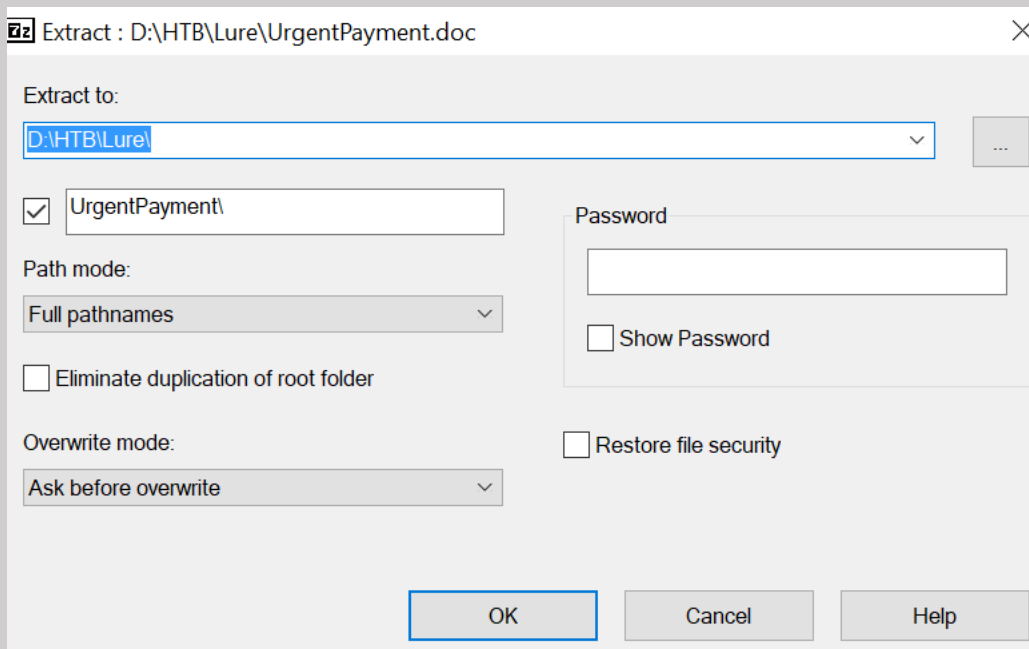 7z Extract : D:\HTB\Lure\UrgentPayment.doc
Extract to:
D:\HTB\Lure\
...
UrgentPayment\
Password
Path mode:
Full pathnames
Show Password
Eliminate duplication of root folder
Overwrite mode:
Restore file security
Ask before overwrite
OK Cancel Help